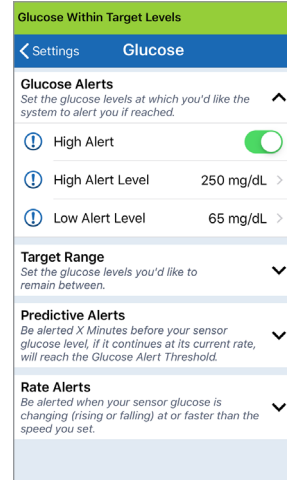 Glucose Within Target Levels
Settings Glucose
Glucose Alerts
Set the glucose levels at which you'd like the
system to alert you if reached.
High Alert
High Alert Level 250 mg/dL
Low Alert Level 65 mg/dL
Target Range
Set the glucose levels you'd like to
remain between.
Predictive Alerts
Be alerted X Minutes before your sensor
glucose level, if it continues at its current rate,
will reach the Glucose Alert Threshold.
Rate Alerts
Be alerted when your sensor glucose is
changing (rising or falling) at or faster than the
speed you set.